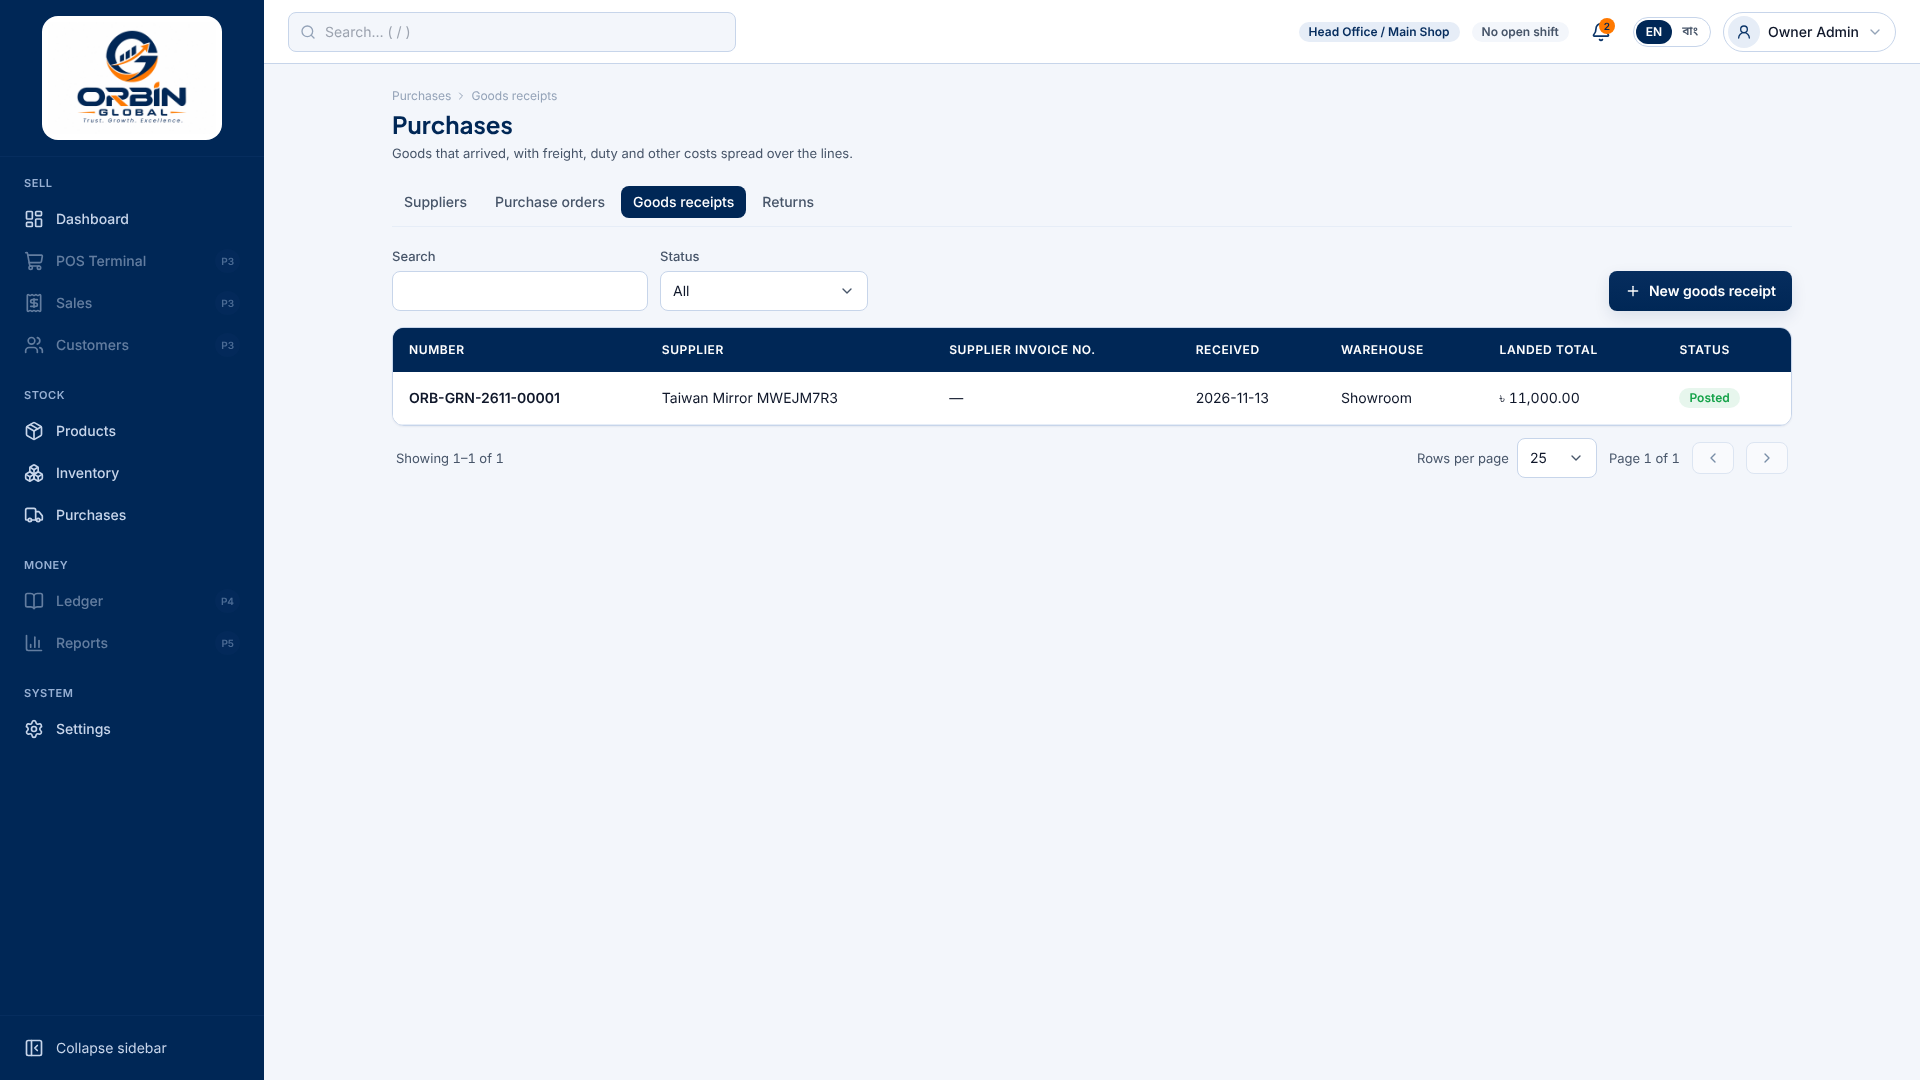 ORBIN
GLOBAL
Trust. Growth. Excellence.
SELL
Dashboard
POS Terminal P3
Sales P3
Customers P3
STOCK
Products
Inventory
Purchases
MONEY
Ledger P4
Reports P5
SYSTEM
Settings
Collapse sidebar
Search... ( / )
Head Office / Main Shop No open shift 2 EN বাং Owner Admin
Purchases > Goods receipts
Purchases
Goods that arrived, with freight, duty and other costs spread over the lines.
Suppliers Purchase orders Goods receipts Returns
Search Status
All
+ New goods receipt
NUMBER SUPPLIER SUPPLIER INVOICE NO. RECEIVED WAREHOUSE LANDED TOTAL STATUS
ORB-GRN-2611-00001 Taiwan Mirror MWEJM7R3 — 2026-11-13 Showroom ৳ 11,000.00 Posted
Showing 1–1 of 1 Rows per page 25 Page 1 of 1